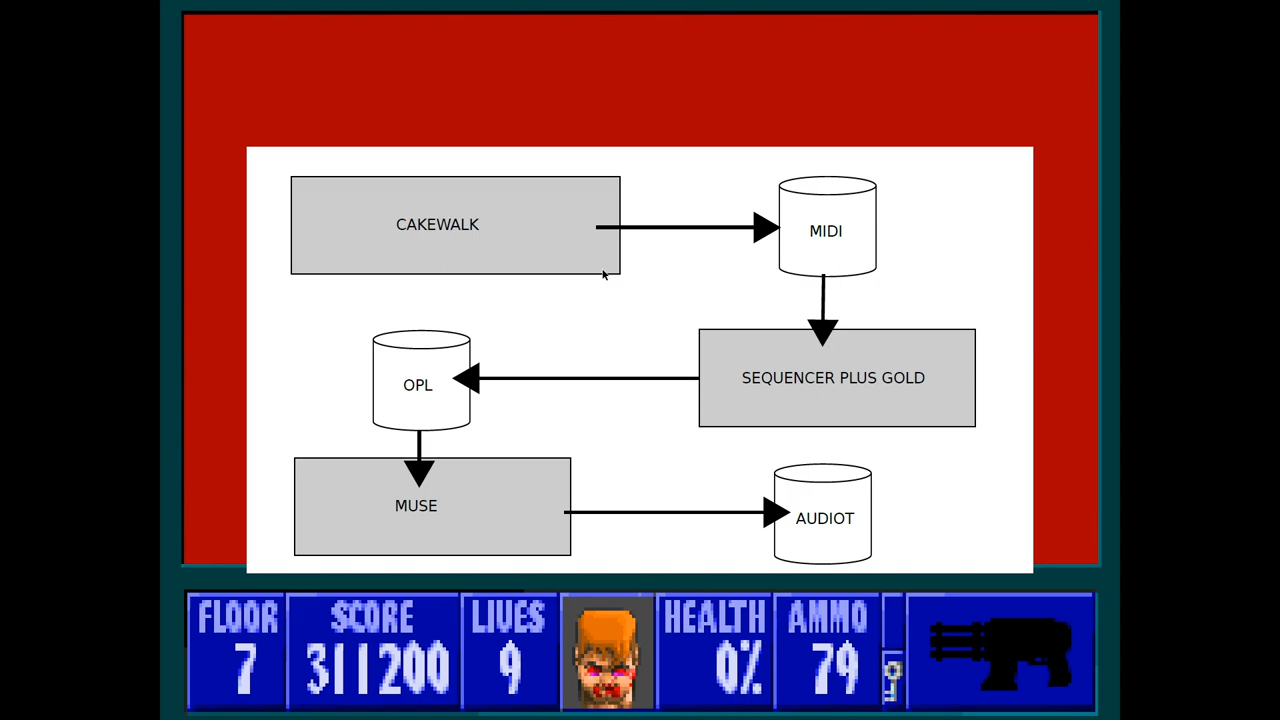 CAKEWALK
MIDI
OPL
SEQUENCER PLUS GOLD
MUSE
AUDIOT
FLOOR SCORE LIVES HEALTH AMMO
7 311200 9 0% 79